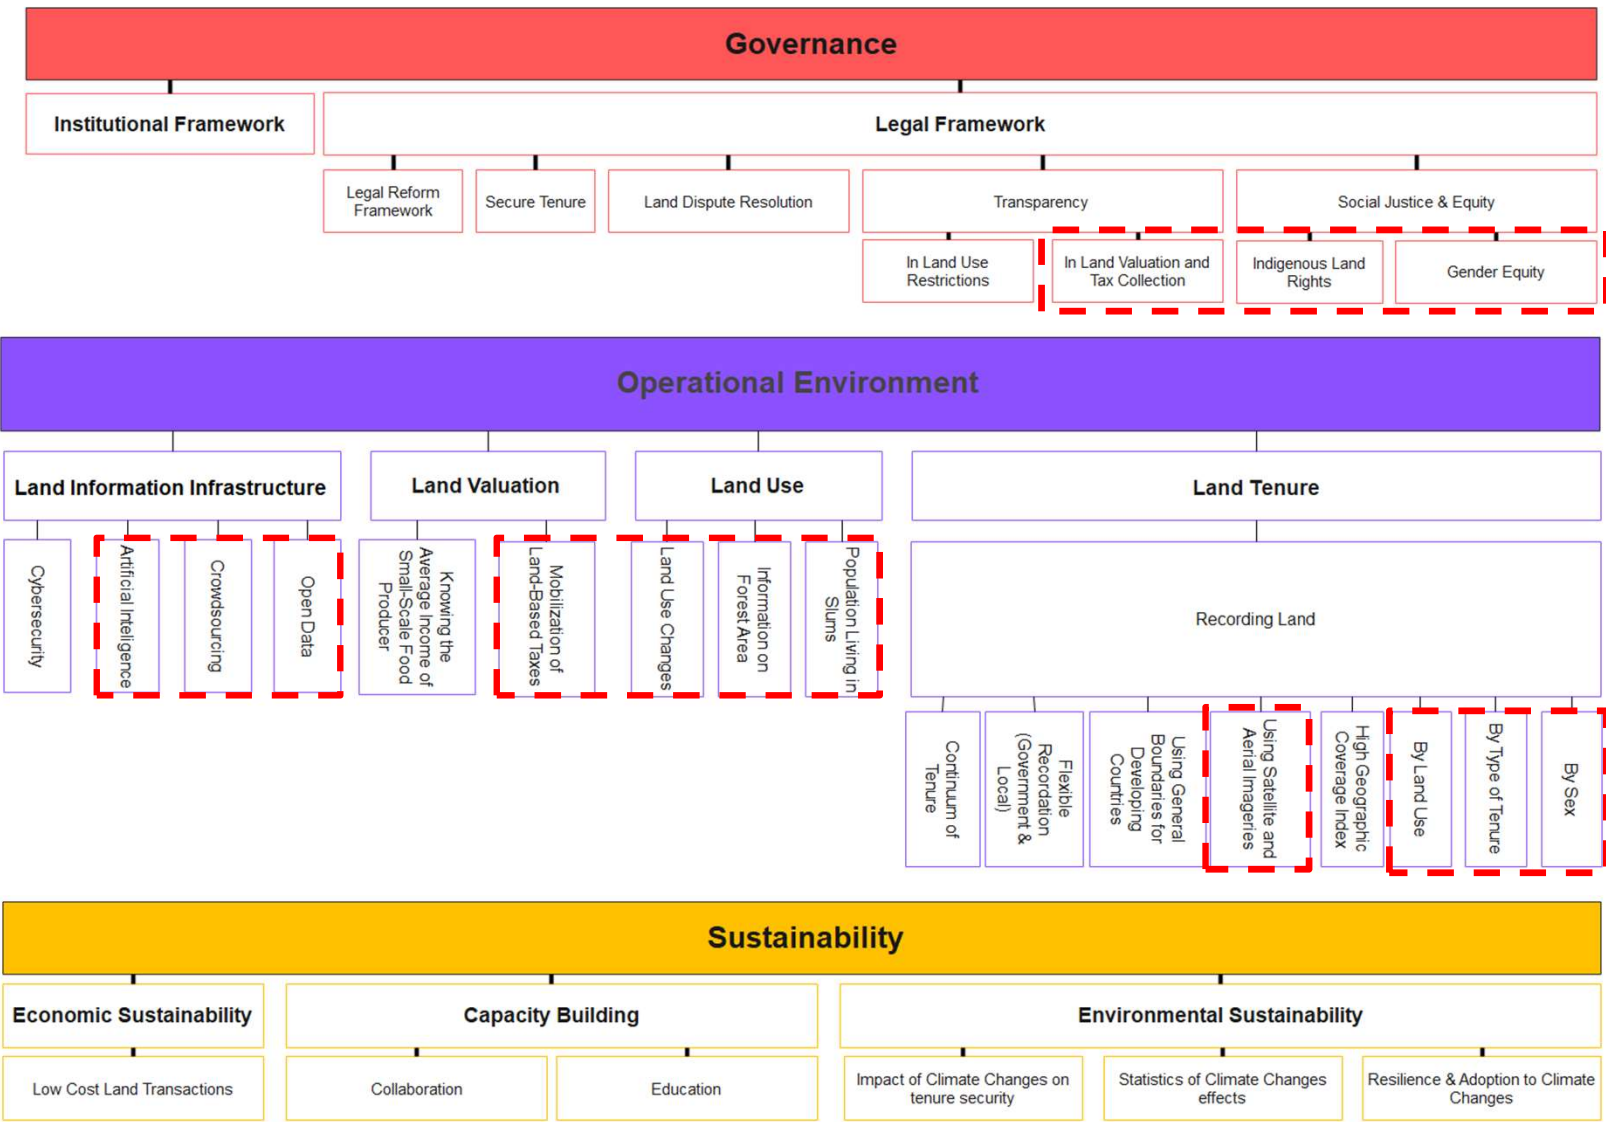 Governance
Institutional Framework
Legal Framework
Legal Reform
Framework
Secure Tenure
Land Dispute Resolution
Transparency
Social Justice & Equity
In Land Use
Restrictions
In Land Valuation and
Tax Collection
Indigenous Land
Rights
Gender Equity
Operational Environment
Land Information Infrastructure
Land Valuation
Land Use
Land Tenure
Cybersecurity
Artificial Inteligence
Crowdsourcing
Open Data
Knowing the
Average Income of
Small-Scale Food
Producer
Mobilization of
Land-Based Taxes
Land Use Changes
Information on
Forest Area
Population Living in
Slums
Recording Land
Continuum of
Tenure
Flexible
Recordation
(Government &
Local)
Using General
Boundaries for
Developing
Countries
Using Satellite and
Aerial Imageries
High Geographic
Coverage Index
By Land Use
By Type of Tenure
By Sex
Sustainability
Economic Sustainability
Capacity Building
Environmental Sustainability
Low Cost Land Transactions
Collaboration
Education
Impact of Climate Changes on
tenure security
Statistics of Climate Changes
effects
Resilience & Adoption to Climate
Changes